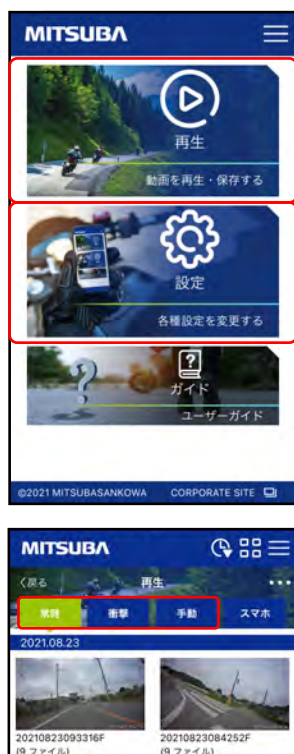 MITSUBA
再生
動画を再生・保存する
設定
各種設定を変更する
?
?
ガイド
ユーザーガイド
©2021 MITSUBASANKOWA CORPORATE SITE
MITSUBA
〈戻る 再生 •••
常時 衝撃 手動 スマホ
2021.08.23
20210823093316F 20210823084252F
(9 ファイル) (9 ファイル)